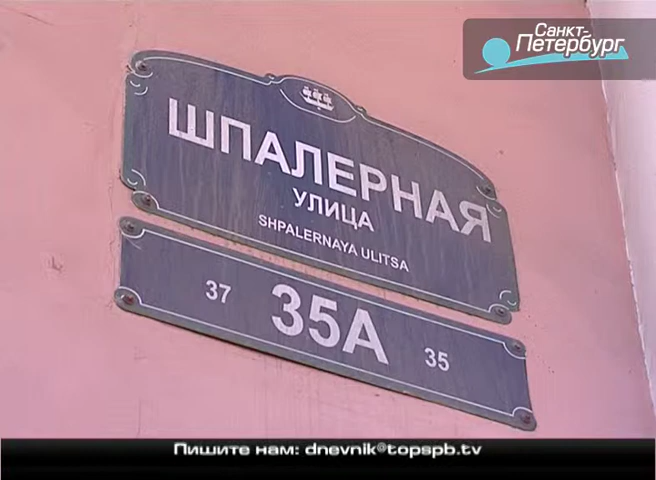 Санкт-
Петербург
ШПАЛЕРНАЯ
УЛИЦА
SHPALERNAYA ULITSA
37 35А 35
Пишите нам: dnevnik@topspb.tv